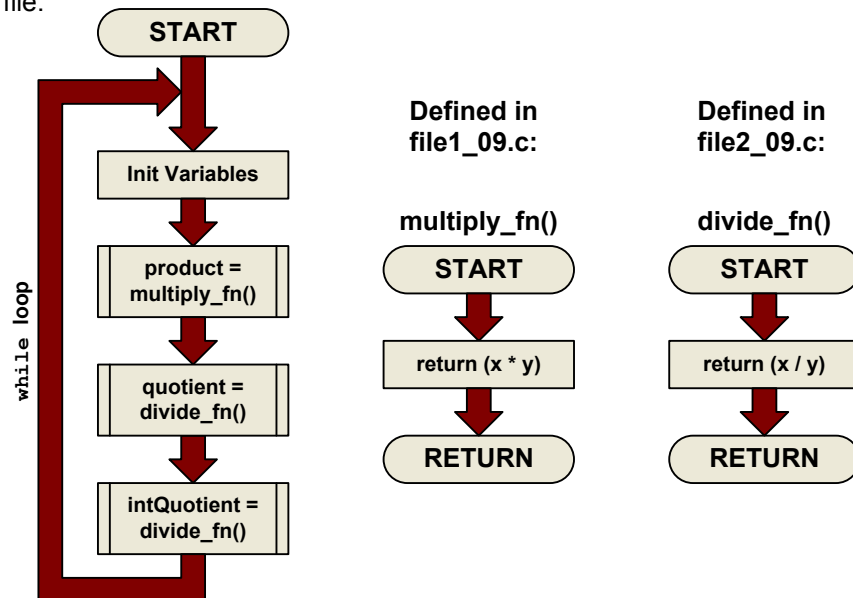 file.
START
Init Variables
product =
multiply_fn()
quotient =
divide_fn()
intQuotient =
divide_fn()
while loop
Defined in
file1_09.c:
multiply_fn()
START
return (x * y)
RETURN
Defined in
file2_09.c:
divide_fn()
START
return (x / y)
RETURN